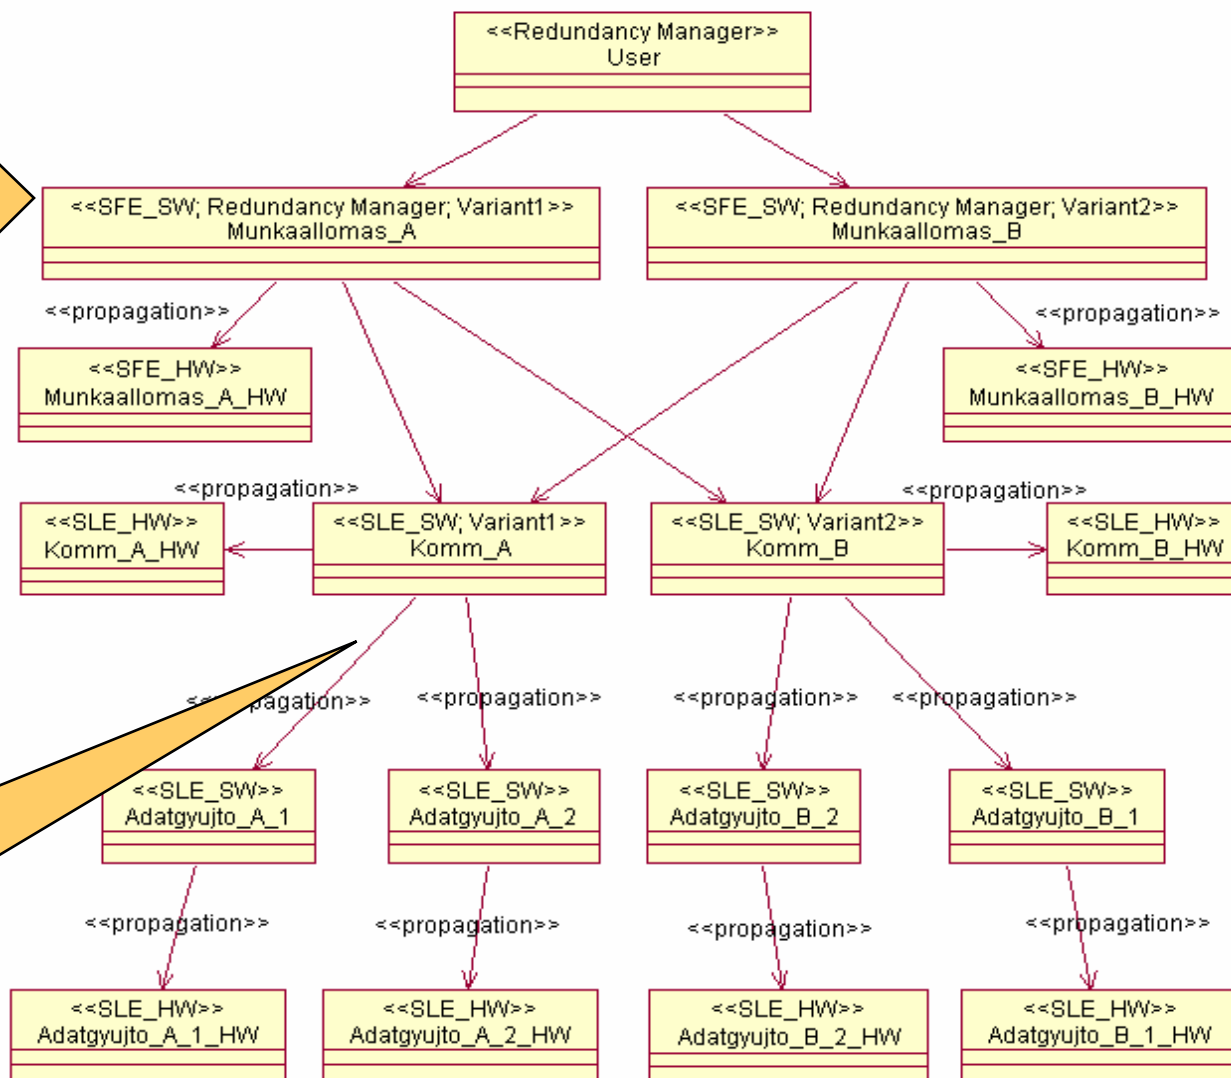 <<Redundancy Manager>>
User
<<SFE_SW; Redundancy Manager; Variant1>>
Munkaallomas_A
<<SFE_SW; Redundancy Manager; Variant2>>
Munkaallomas_B
<<propagation>>
<<propagation>>
<<SFE_HW>>
Munkaallomas_A_HW
<<SFE_HW>>
Munkaallomas_B_HW
<<propagation>>
<<propagation>>
<<SLE_HW>>
Komm_A_HW
<<SLE_SW; Variant1>>
Komm_A
<<SLE_SW; Variant2>>
Komm_B
<<SLE_HW>>
Komm_B_HW
<<propagation>>
<<propagation>>
<<propagation>>
<<propagation>>
<<SLE_SW>>
Adatgyujto_A_1
<<SLE_SW>>
Adatgyujto_A_2
<<SLE_SW>>
Adatgyujto_B_2
<<SLE_SW>>
Adatgyujto_B_1
<<propagation>>
<<propagation>>
<<propagation>>
<<propagation>>
<<SLE_HW>>
Adatgyujto_A_1_HW
<<SLE_HW>>
Adatgyujto_A_2_HW
<<SLE_HW>>
Adatgyujto_B_2_HW
<<SLE_HW>>
Adatgyujto_B_1_HW